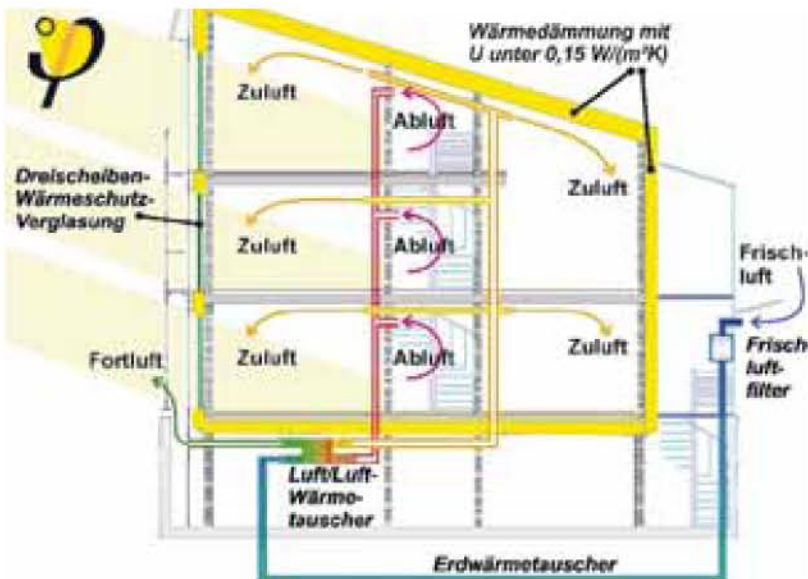 Wärmedämmung mit
U unter 0,15 W/(m²K)
Zuluft
Abluft
Zuluft
Dreischeiben-
Wärmeschutz-
Verglasung
Zuluft
Abluft
Frisch-
luft
Zuluft
Abluft
Zuluft
Fortluft
Frisch
luft-
filter
Luft/Luft-
Wärme-
tauscher
Erdwärmetauscher